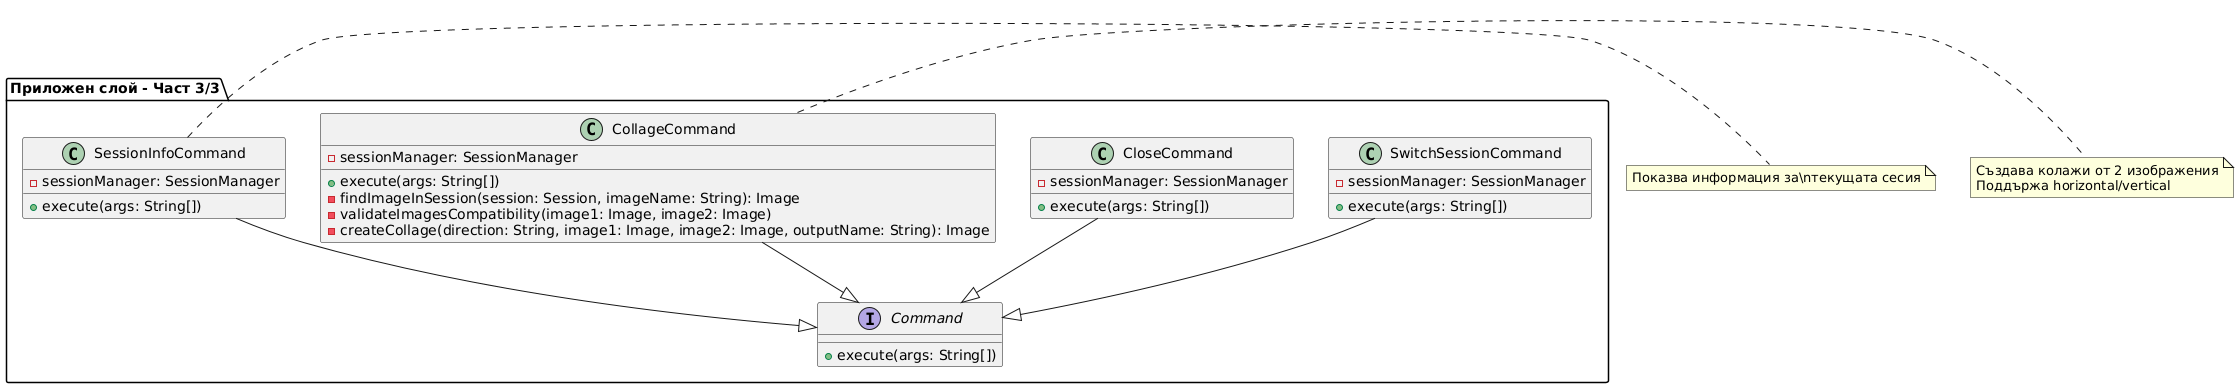 Приложен слой - Част 3/3
C SessionInfoCommand
sessionManager: SessionManager
execute(args: String[])
C CollageCommand
sessionManager: SessionManager
execute(args: String[])
findImageInSession(session: Session, imageName: String): Image
validateImagesCompatibility(image1: Image, image2: Image)
createCollage(direction: String, image1: Image, image2: Image, outputName: String): Image
C CloseCommand
sessionManager: SessionManager
execute(args: String[])
C SwitchSessionCommand
sessionManager: SessionManager
execute(args: String[])
Показва информация за\nтекущата сесия
Създава колажи от 2 изображения
Поддържа horizontal/vertical
I Command
execute(args: String[])